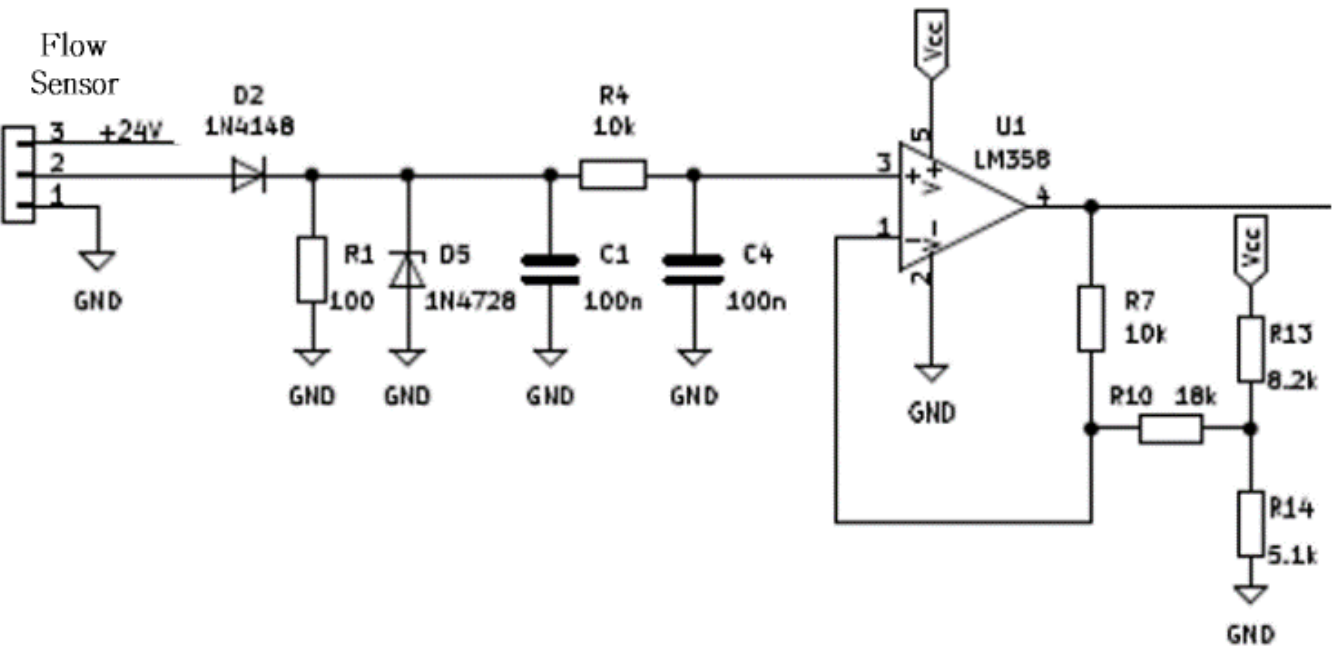 Flow
Sensor
3 +24V
2
1
GND
D2
1N4148
R1
100
GND
D5
1N4728
GND
C1
100n
GND
R4
10k
C4
100n
GND
Vcc
5
U1
LM358
3
+
V+
1
V-
2
4
GND
R7
10k
R10 18k
Vcc
R13
8.2k
R14
5.1k
GND